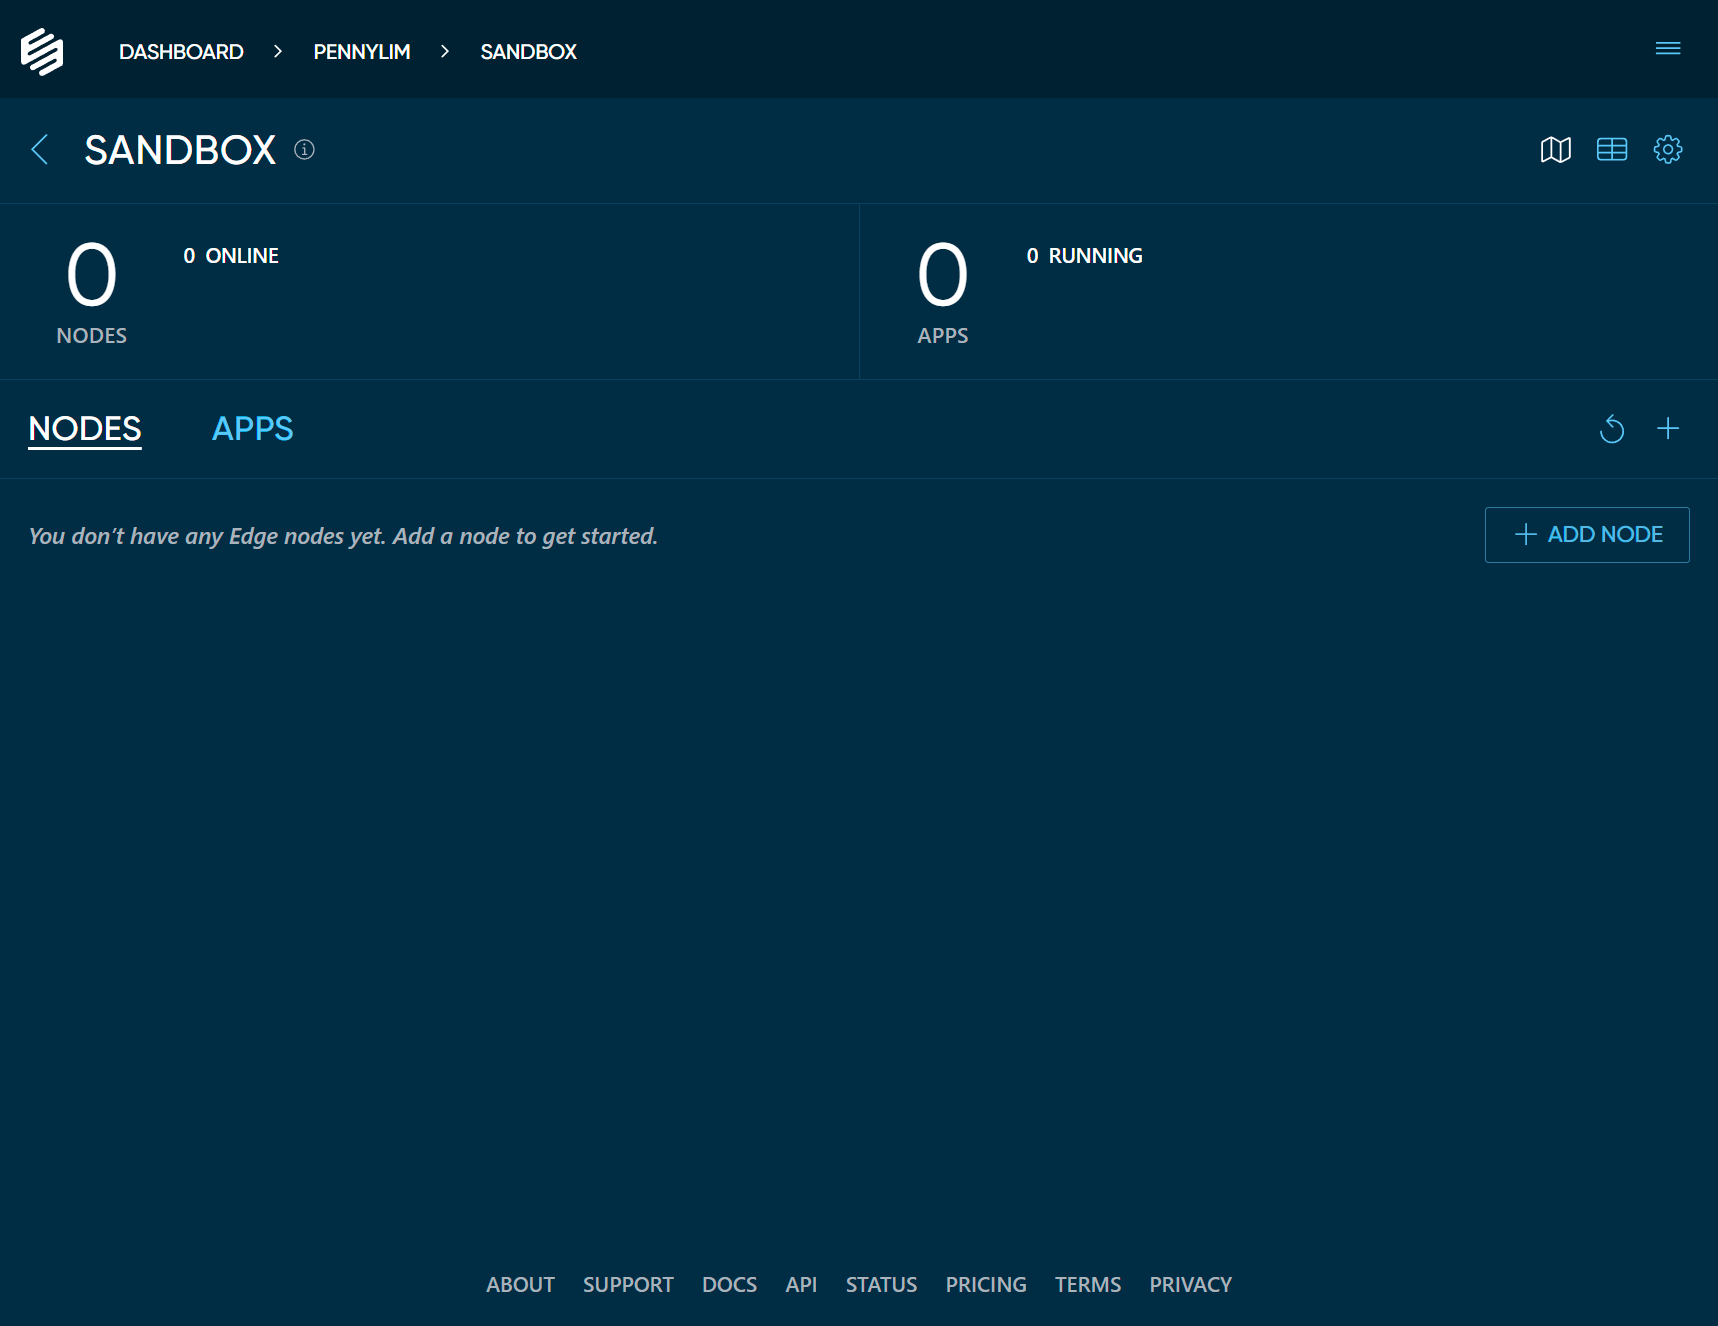 DASHBOARD > PENNYLIM > SANDBOX
SANDBOX
0 NODES
0 ONLINE
0 APPS
0 RUNNING
NODES APPS
You don't have any Edge nodes yet. Add a node to get started.
ADD NODE
ABOUT SUPPORT DOCS API STATUS PRICING TERMS PRIVACY